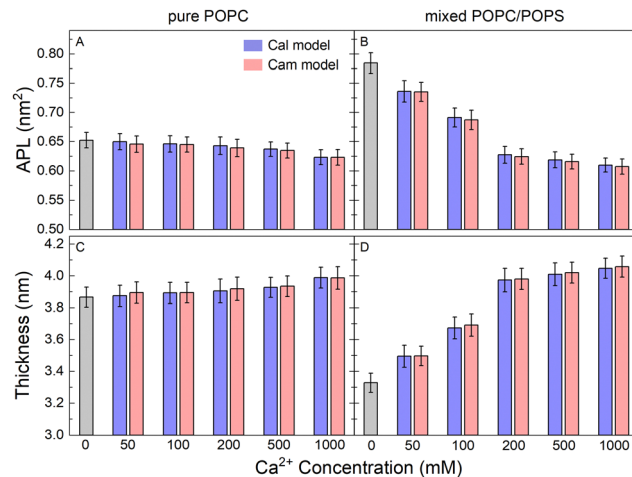 pure POPC
mixed POPC/POPS
A
Cal model
Cam model
B
APL (nm²)
0.80
0.75
0.70
0.65
0.60
0.55
0.50
C
D
Thickness (nm)
4.2
4.0
3.8
3.6
3.4
3.2
3.0
0 50 100 200 500 1000
0 50 100 200 500 1000
Ca²⁺ Concentration (mM)